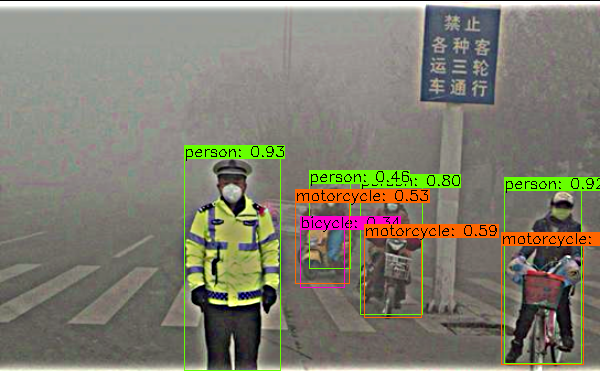 禁止
各种客
运三轮
车通行
person: 0.93
person: 0.46
person: 0.80
motorcycle: 0.53
bicycle: 0.34
motorcycle: 0.59
person: 0.92
motorcycle: